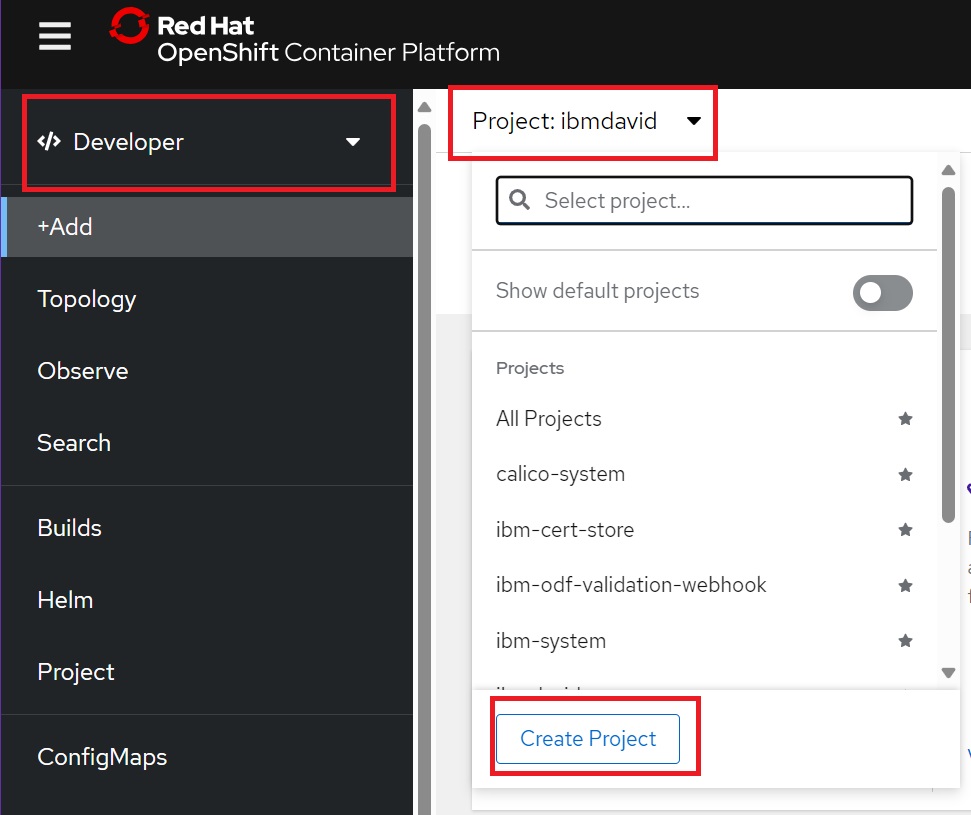 Red Hat
OpenShift Container Platform
Developer
+Add
Topology
Observe
Search
Builds
Helm
Project
ConfigMaps
Project: ibmdavid
Select project...
Show default projects
Projects
All Projects
calico-system
ibm-cert-store
ibm-odf-validation-webhook
ibm-system
Create Project